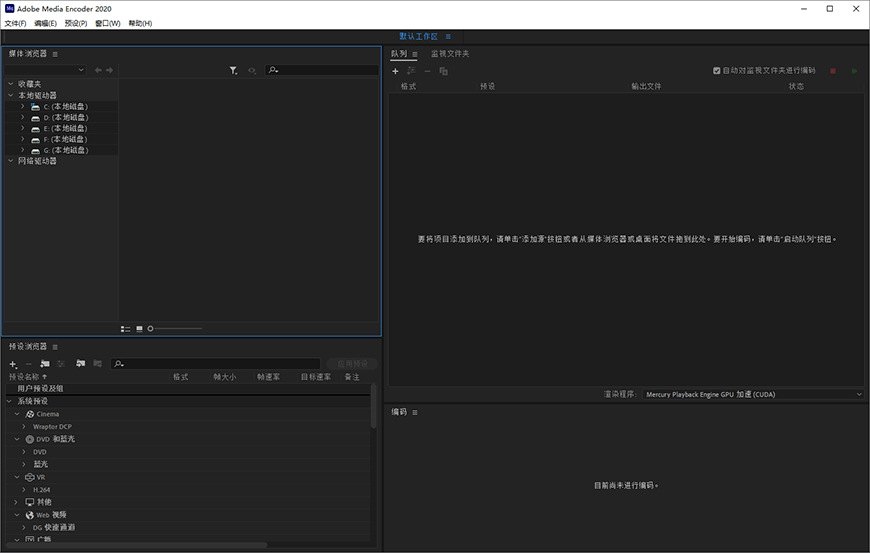 Adobe Media Encoder 2020
文件(F) 编辑(E) 预设(P) 窗口(W) 帮助(H)
默认工作区
媒体浏览器
收藏夹
本地驱动器
C: (本地磁盘)
D: (本地磁盘)
E: (本地磁盘)
F: (本地磁盘)
G: (本地磁盘)
网络驱动器
队列 监视文件夹
自动对监视文件夹进行编码
格式 预设 输出文件 状态
要将项目添加到队列，请单击“添加源”按钮或者从媒体浏览器或桌面将文件拖到此处。要开始编码，请单击“启动队列”按钮。
渲染程序: Mercury Playback Engine GPU 加速 (CUDA)
预设浏览器
应用预设
预设名称 格式 帧大小 帧速率 目标速率 备注
用户预设及组
系统预设
Cinema
Wraptor DCP
DVD 和蓝光
DVD
蓝光
VR
H.264
其他
Web 视频
DG 快速通道
广播
编码
目前尚未进行编码。